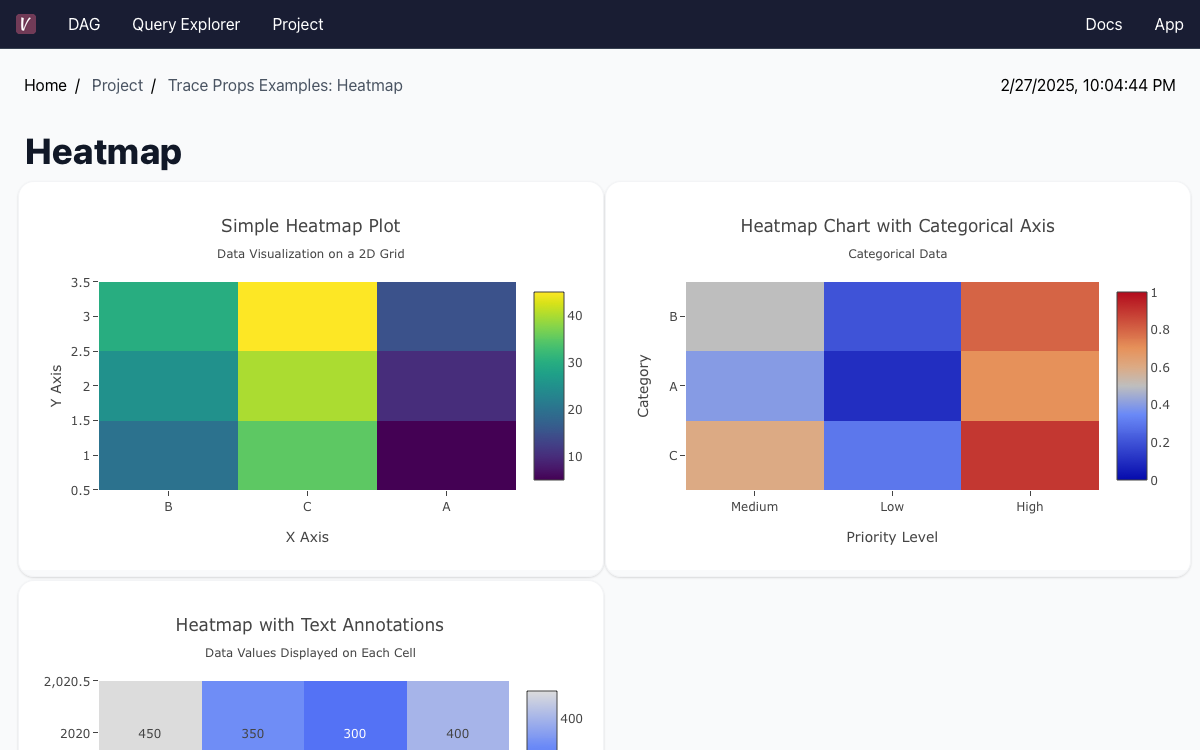 V DAG Query Explorer Project Docs App
Home / Project / Trace Props Examples: Heatmap 2/27/2025, 10:04:44 PM
Heatmap
Simple Heatmap Plot
Data Visualization on a 2D Grid
3.5
3
2.5
2
1.5
1
0.5
Y Axis
B C A
X Axis
40
30
20
10
Heatmap Chart with Categorical Axis
Categorical Data
B
A
C
Category
Medium Low High
Priority Level
1
0.8
0.6
0.4
0.2
0
Heatmap with Text Annotations
Data Values Displayed on Each Cell
2,020.5
2020
450 350 300 400
400